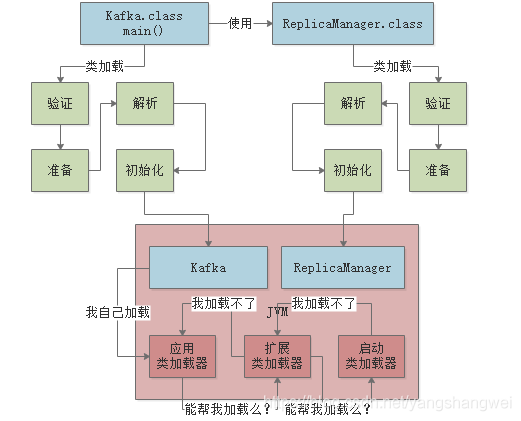 Kafka.class
main()
使用
ReplicaManager.class
类加载
类加载
验证
解析
解析
验证
准备
初始化
初始化
准备
Kafka
ReplicaManager
我自己加载
我加载不了
我加载不了
JVM
应用
类加载器
扩展
类加载器
启动
类加载器
能帮我加载么?
能帮我加载么?
https://blog.csdn.net/yangshangwei